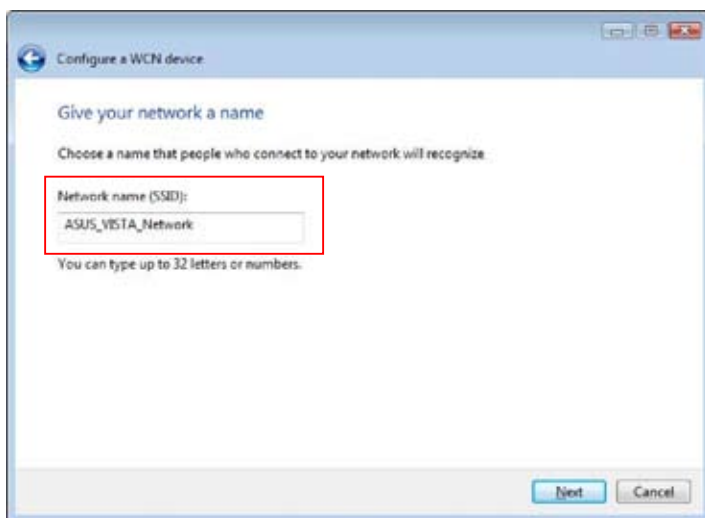 Configure a WCN device
Give your network a name
Choose a name that people who connect to your network will recognize
Network name (SSID):
ASUS_VISTA_Network
You can type up to 32 letters or numbers.
Next
Cancel